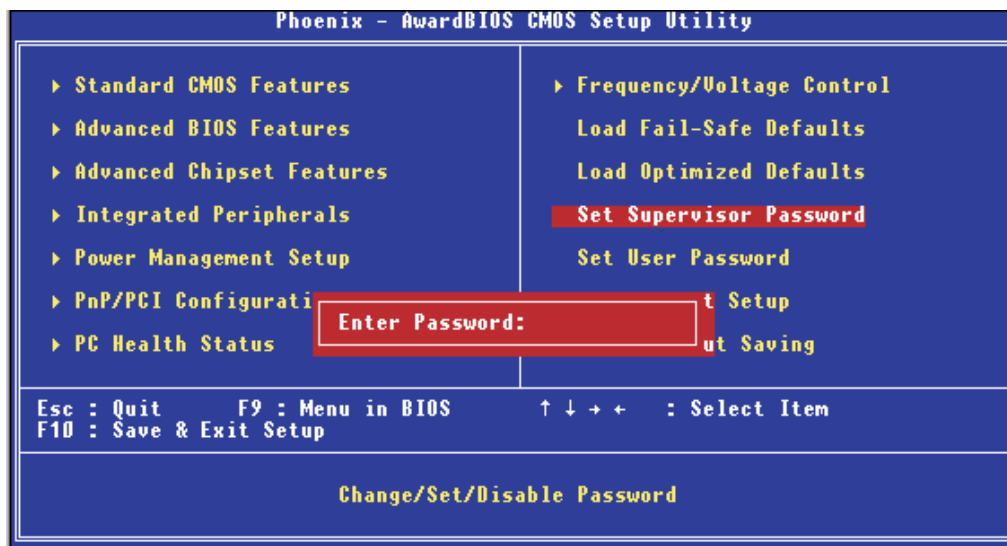 Phoenix - AwardBIOS CMOS Setup Utility
Standard CMOS Features
Advanced BIOS Features
Advanced Chipset Features
Integrated Peripherals
Power Management Setup
PnP/PCI Configurati
PC Health Status
Frequency/Voltage Control
Load Fail-Safe Defaults
Load Optimized Defaults
Set Supervisor Password
Set User Password
t Setup
ut Saving
Enter Password:
Esc : Quit F9 : Menu in BIOS ↑ ↓ → ← : Select Item
F10 : Save & Exit Setup
Change/Set/Disable Password